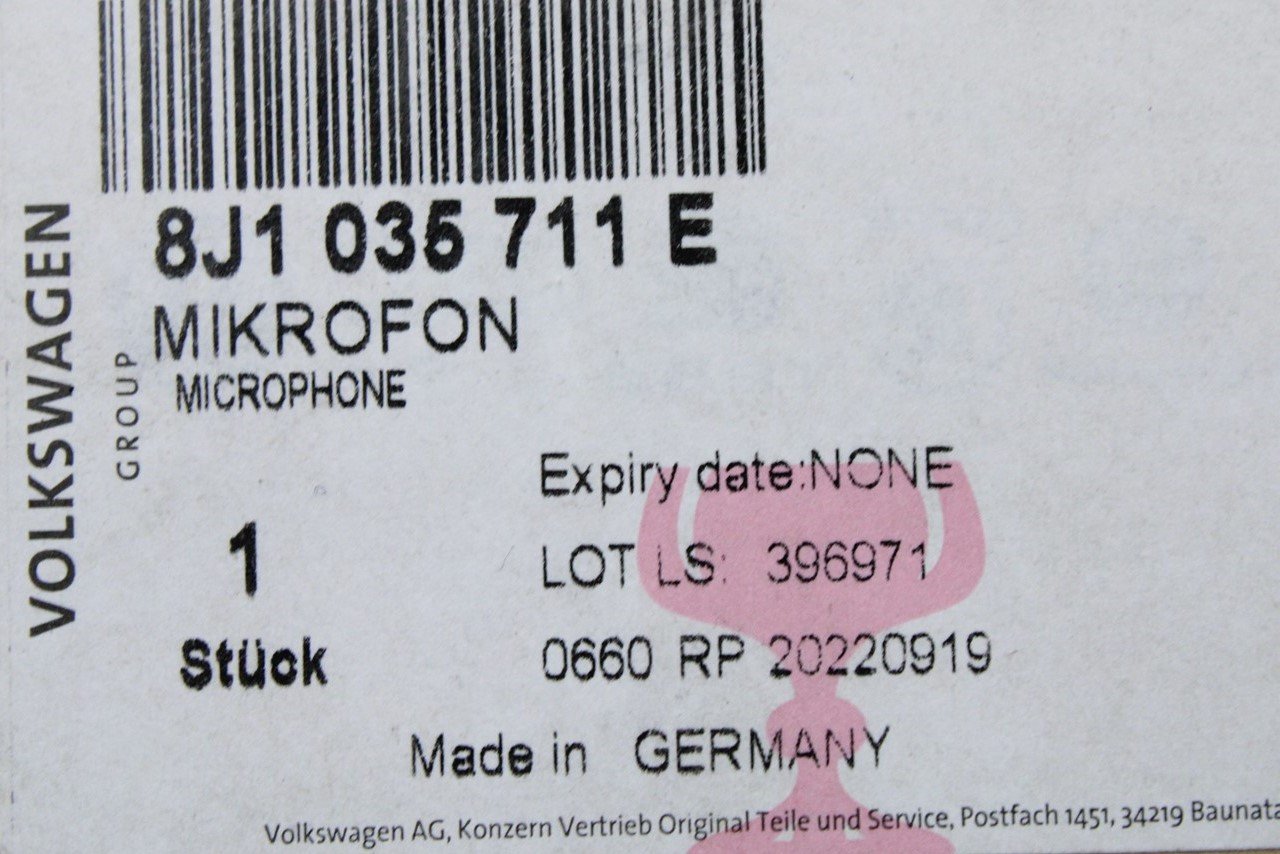 VOLKSWAGEN
GROUP
8J1 035 711 E
MIKROFON
MICROPHONE
Expiry date:NONE
1
LOT LS: 396971
Stück
0660 RP 20220919
Made in GERMANY
Volkswagen AG, Konzern Vertrieb Original Teile und Service, Postfach 1451, 34219 Baunata